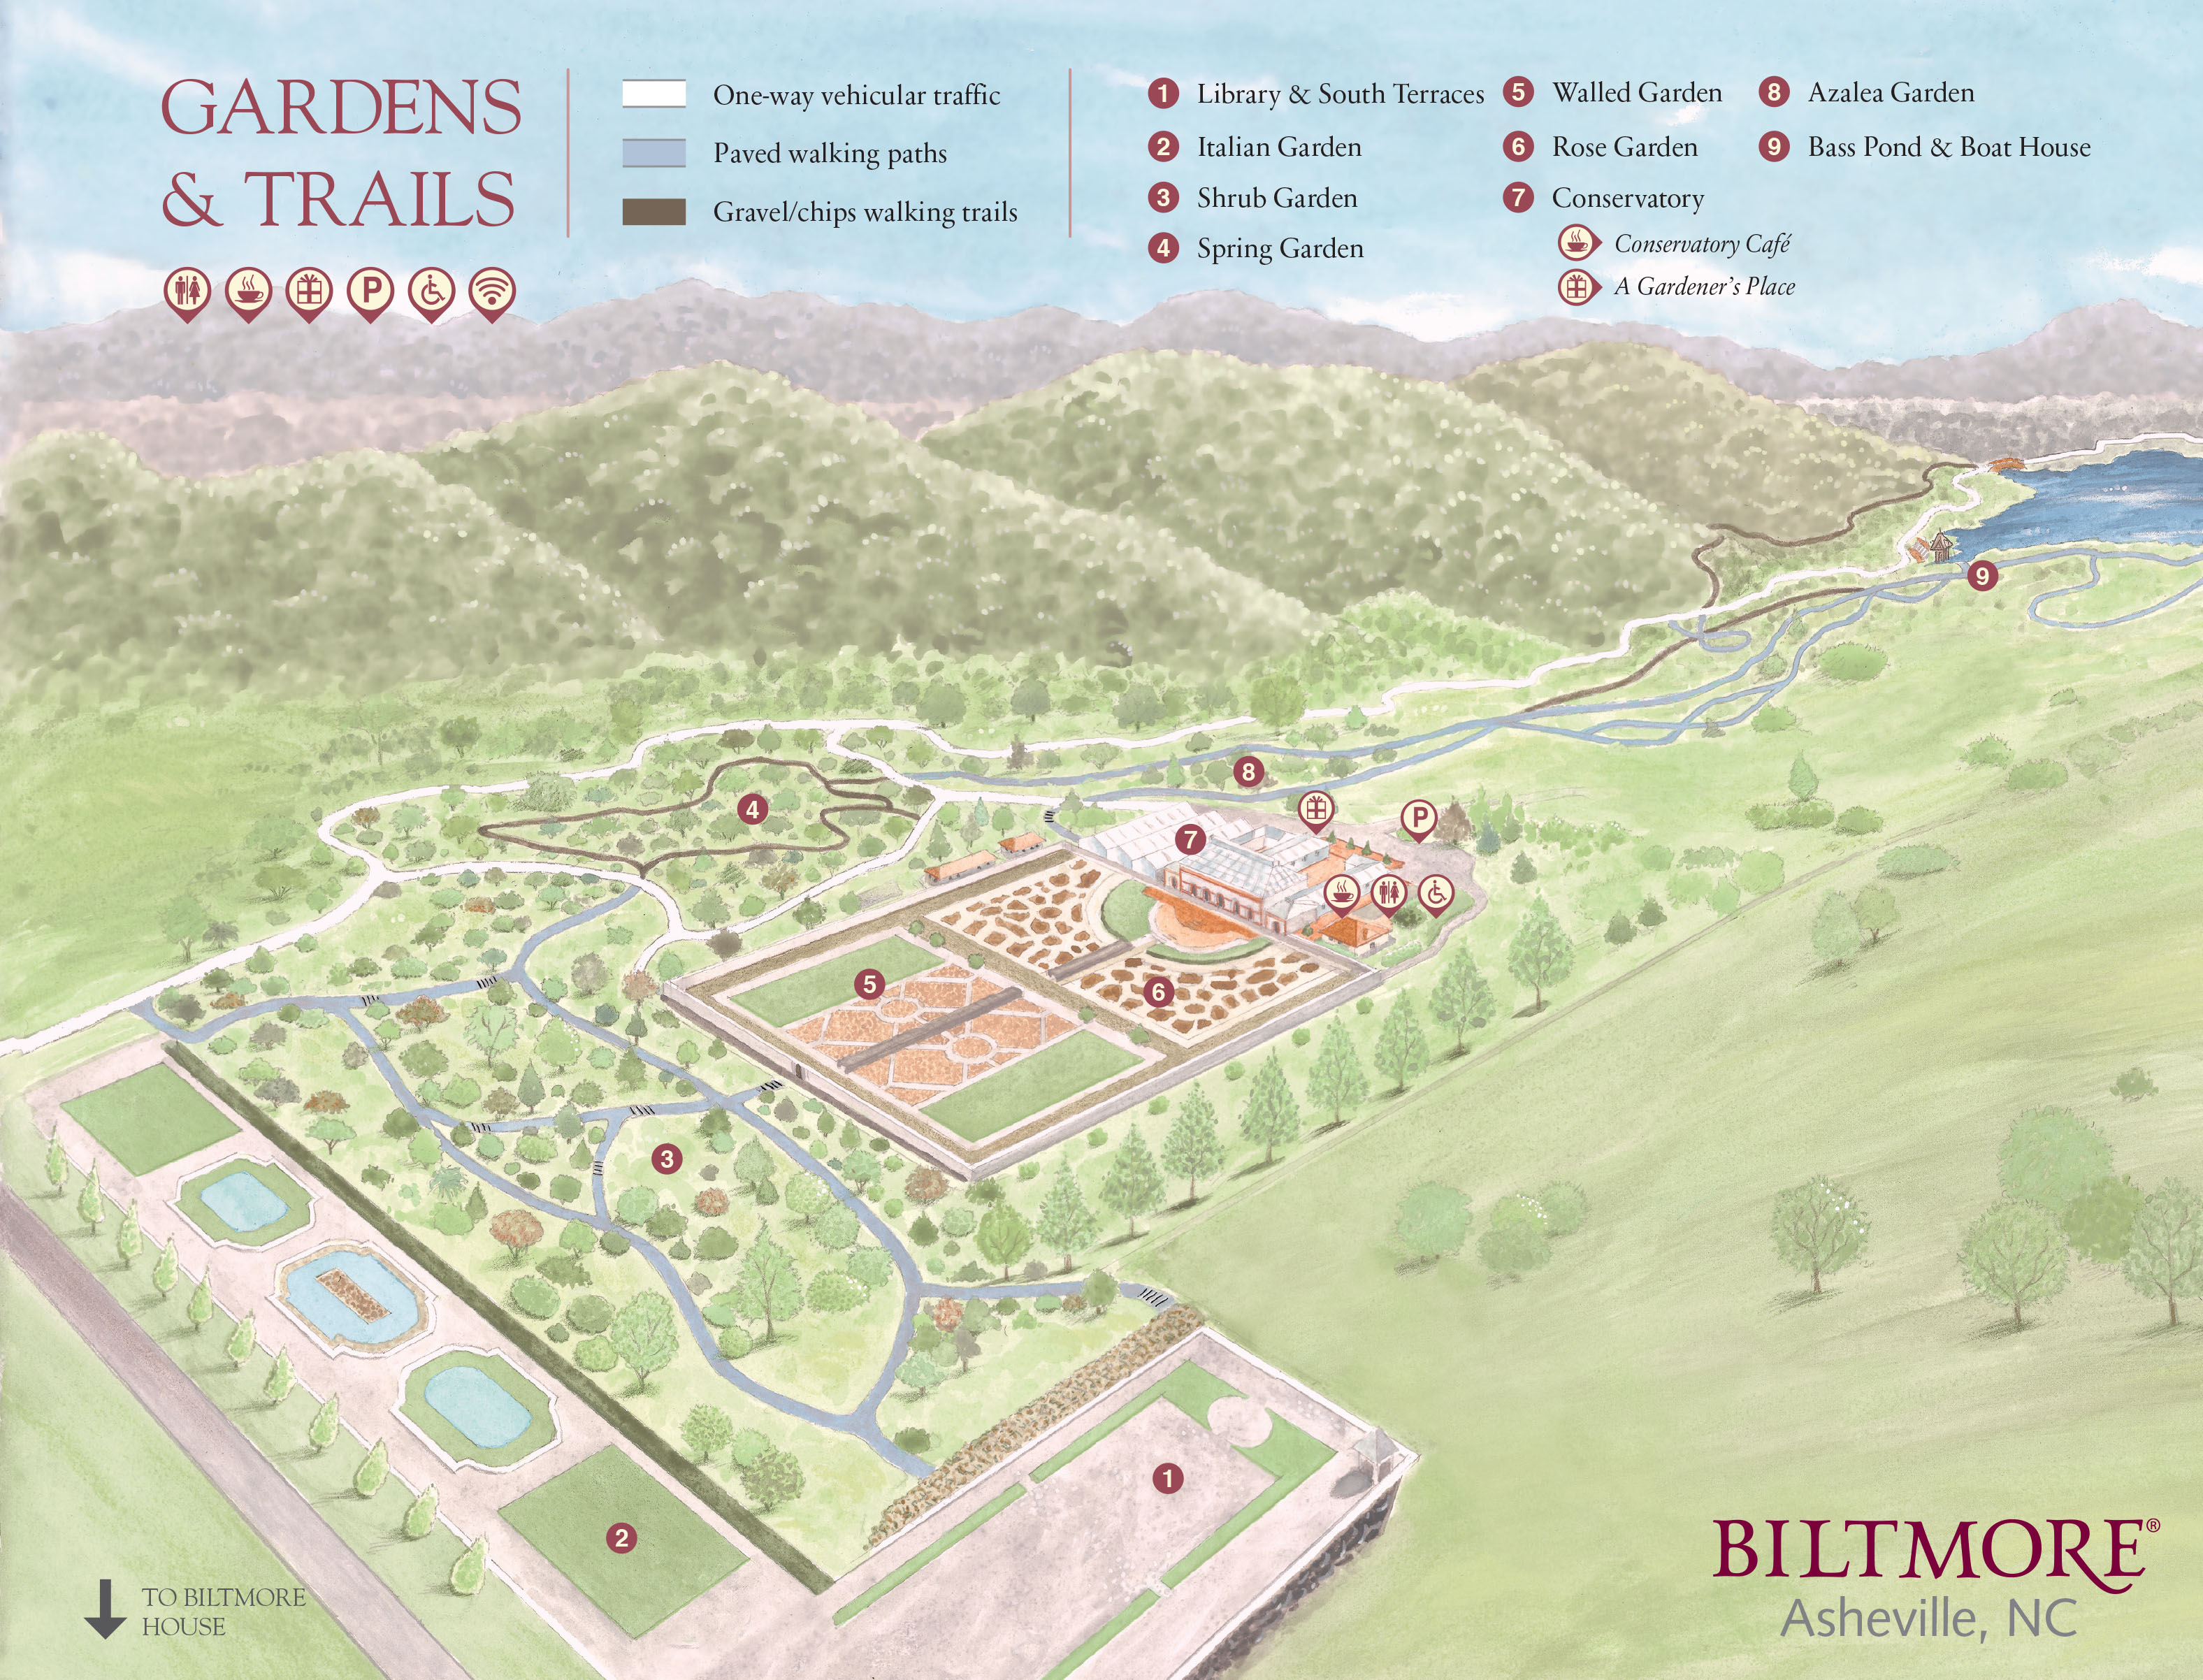 GARDENS
& TRAILS
One-way vehicular traffic
Paved walking paths
Gravel/chips walking trails
1 Library & South Terraces
2 Italian Garden
3 Shrub Garden
4 Spring Garden
5 Walled Garden
6 Rose Garden
7 Conservatory
Conservatory Café
A Gardener's Place
8 Azalea Garden
9 Bass Pond & Boat House
P
9
8
4
P
7
5
6
3
1
2
TO BILTMORE
HOUSE
BILTMORE®
Asheville, NC